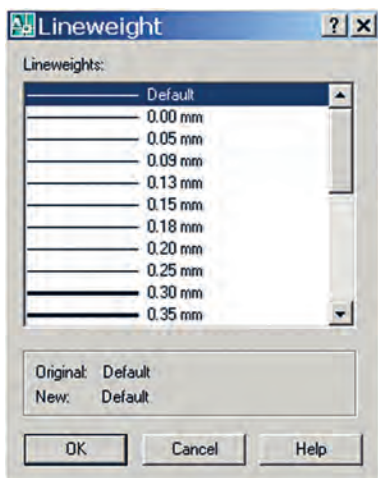 Lineweight
Lineweights:
Default
0.00 mm
0.05 mm
0.09 mm
0.13 mm
0.15 mm
0.18 mm
0.20 mm
0.25 mm
0.30 mm
0.35 mm
Original: Default
New: Default
OK Cancel Help